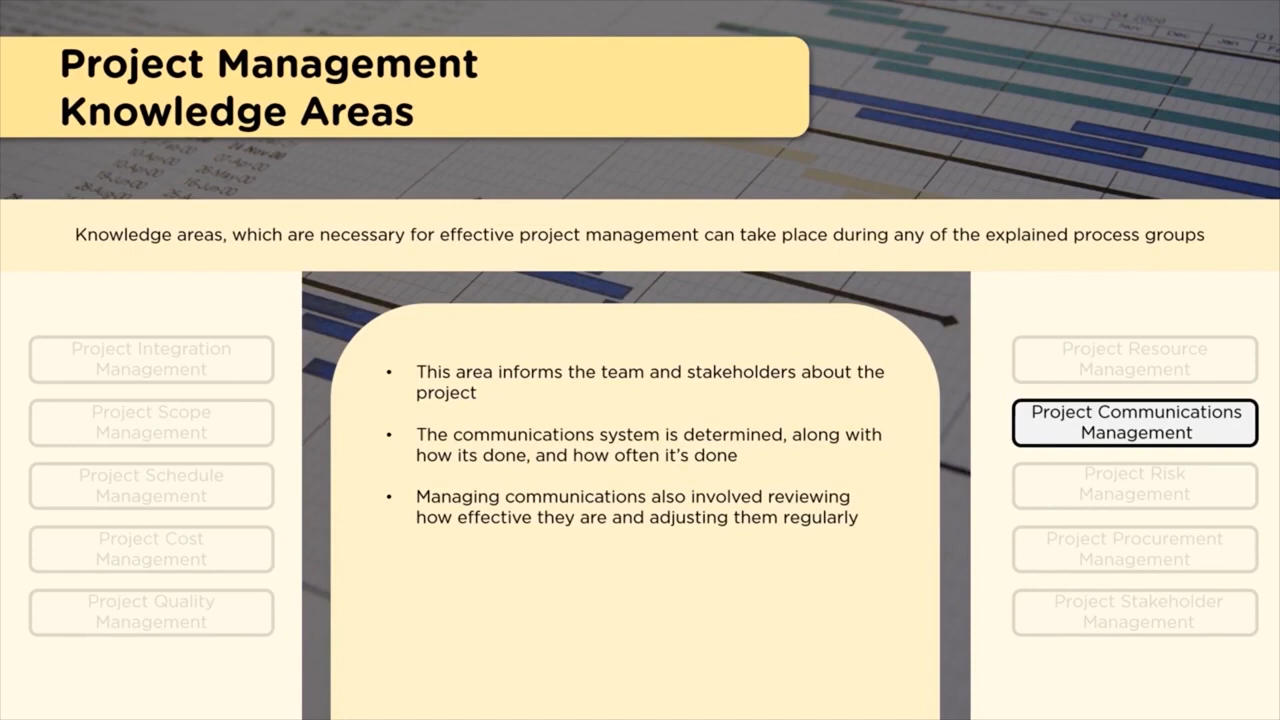 Project Management
Knowledge Areas
Knowledge areas, which are necessary for effective project management can take place during any of the explained process groups
Project Integration
Management
Project Scope
Management
Project Schedule
Management
Project Cost
Management
Project Quality
Management
• This area informs the team and stakeholders about the
project
• The communications system is determined, along with
how its done, and how often it’s done
• Managing communications also involved reviewing
how effective they are and adjusting them regularly
Project Resource
Management
Project Communications
Management
Project Risk
Management
Project Procurement
Management
Project Stakeholder
Management